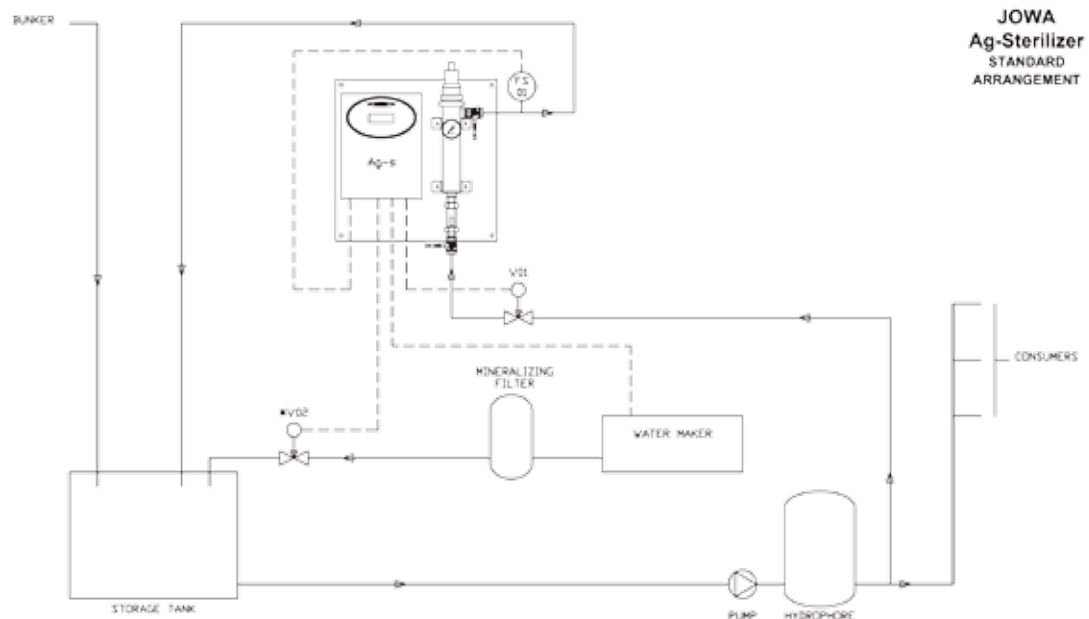 BUNKER
JOWA
Ag-Sterilizer
STANDARD
ARRANGEMENT
FS
01
Ag-s
V01
CONSUMERS
MINERALIZING
FILTER
*V02
WATER MAKER
STORAGE TANK
PUMP
HYDROPHORE